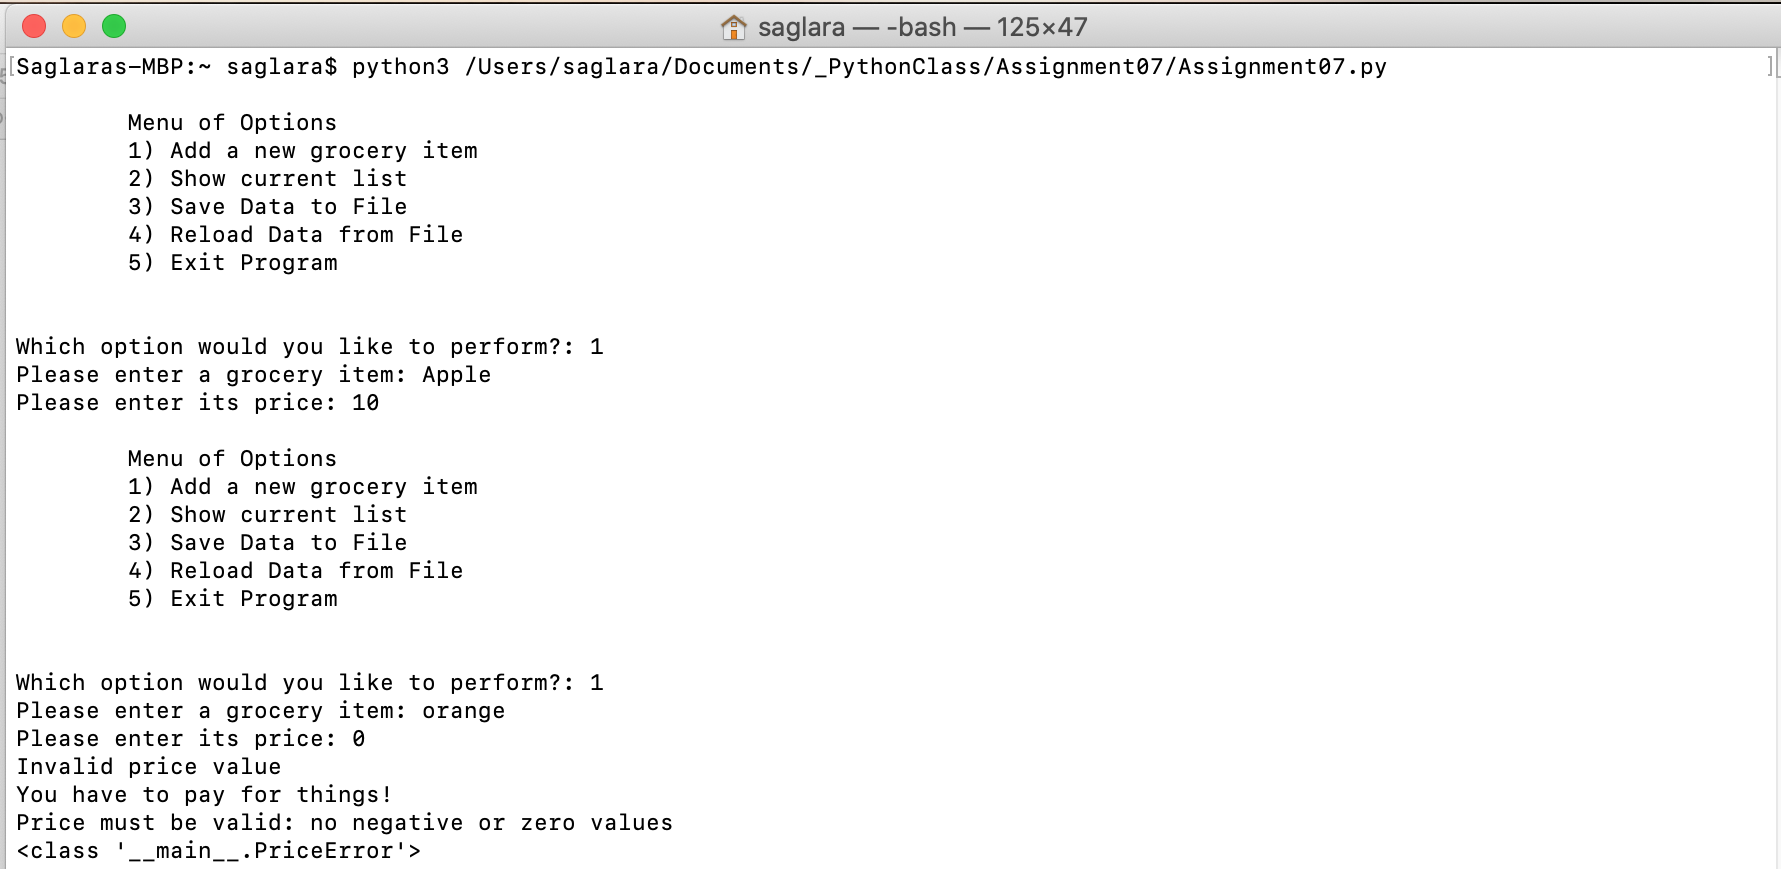 saglara — -bash — 125×47
[Saglaras-MBP:~ saglara$ python3 /Users/saglara/Documents/_PythonClass/Assignment07/Assignment07.py ]
Menu of Options
1) Add a new grocery item
2) Show current list
3) Save Data to File
4) Reload Data from File
5) Exit Program
Which option would you like to perform?: 1
Please enter a grocery item: Apple
Please enter its price: 10
Menu of Options
1) Add a new grocery item
2) Show current list
3) Save Data to File
4) Reload Data from File
5) Exit Program
Which option would you like to perform?: 1
Please enter a grocery item: orange
Please enter its price: 0
Invalid price value
You have to pay for things!
Price must be valid: no negative or zero values
<class '__main__.PriceError'>